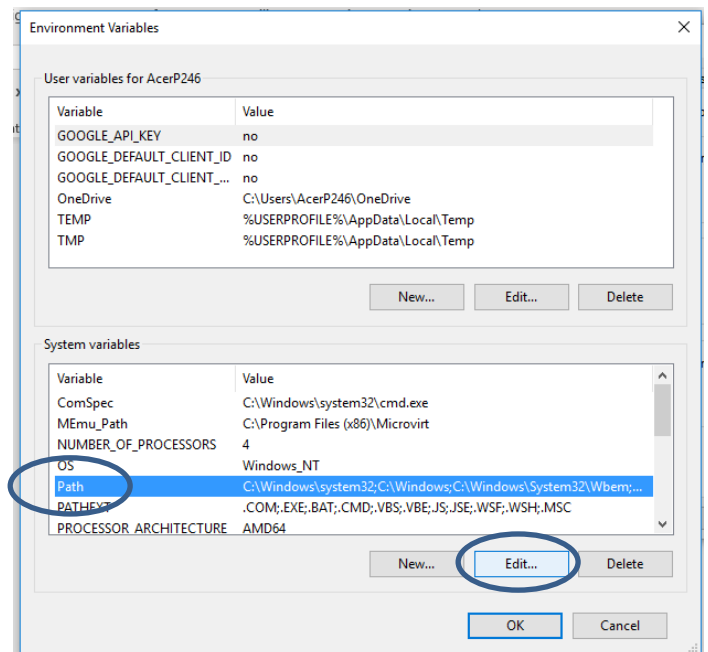 Environment Variables
User variables for AcerP246
Variable Value
GOOGLE_API_KEY no
GOOGLE_DEFAULT_CLIENT_ID no
GOOGLE_DEFAULT_CLIENT_... no
OneDrive C:\Users\AcerP246\OneDrive
TEMP %USERPROFILE%\AppData\Local\Temp
TMP %USERPROFILE%\AppData\Local\Temp
New... Edit... Delete
System variables
Variable Value
ComSpec C:\Windows\system32\cmd.exe
MEmu_Path C:\Program Files (x86)\Microvirt
NUMBER_OF_PROCESSORS 4
OS Windows_NT
Path C:\Windows\system32;C:\Windows;C:\Windows\System32\Wbem;...
PATHEXT .COM;.EXE;.BAT;.CMD;.VBS;.VBE;.JS;.JSE;.WSF;.WSH;.MSC
PROCESSOR_ARCHITECTURE AMD64
New... Edit... Delete
OK Cancel